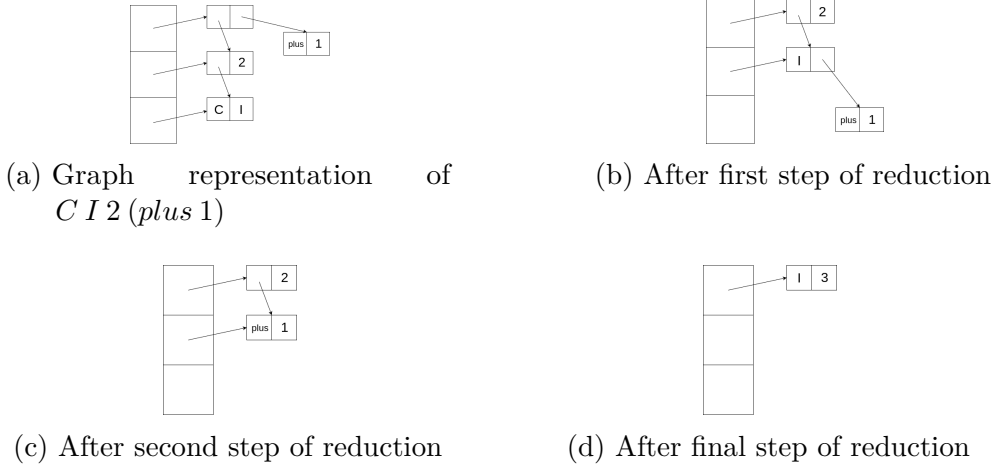 plus 1
2
C I
2
I
plus 1
(a) Graph representation of
C I 2 (plus 1)
(b) After first step of reduction
2
plus 1
I 3
(c) After second step of reduction
(d) After final step of reduction